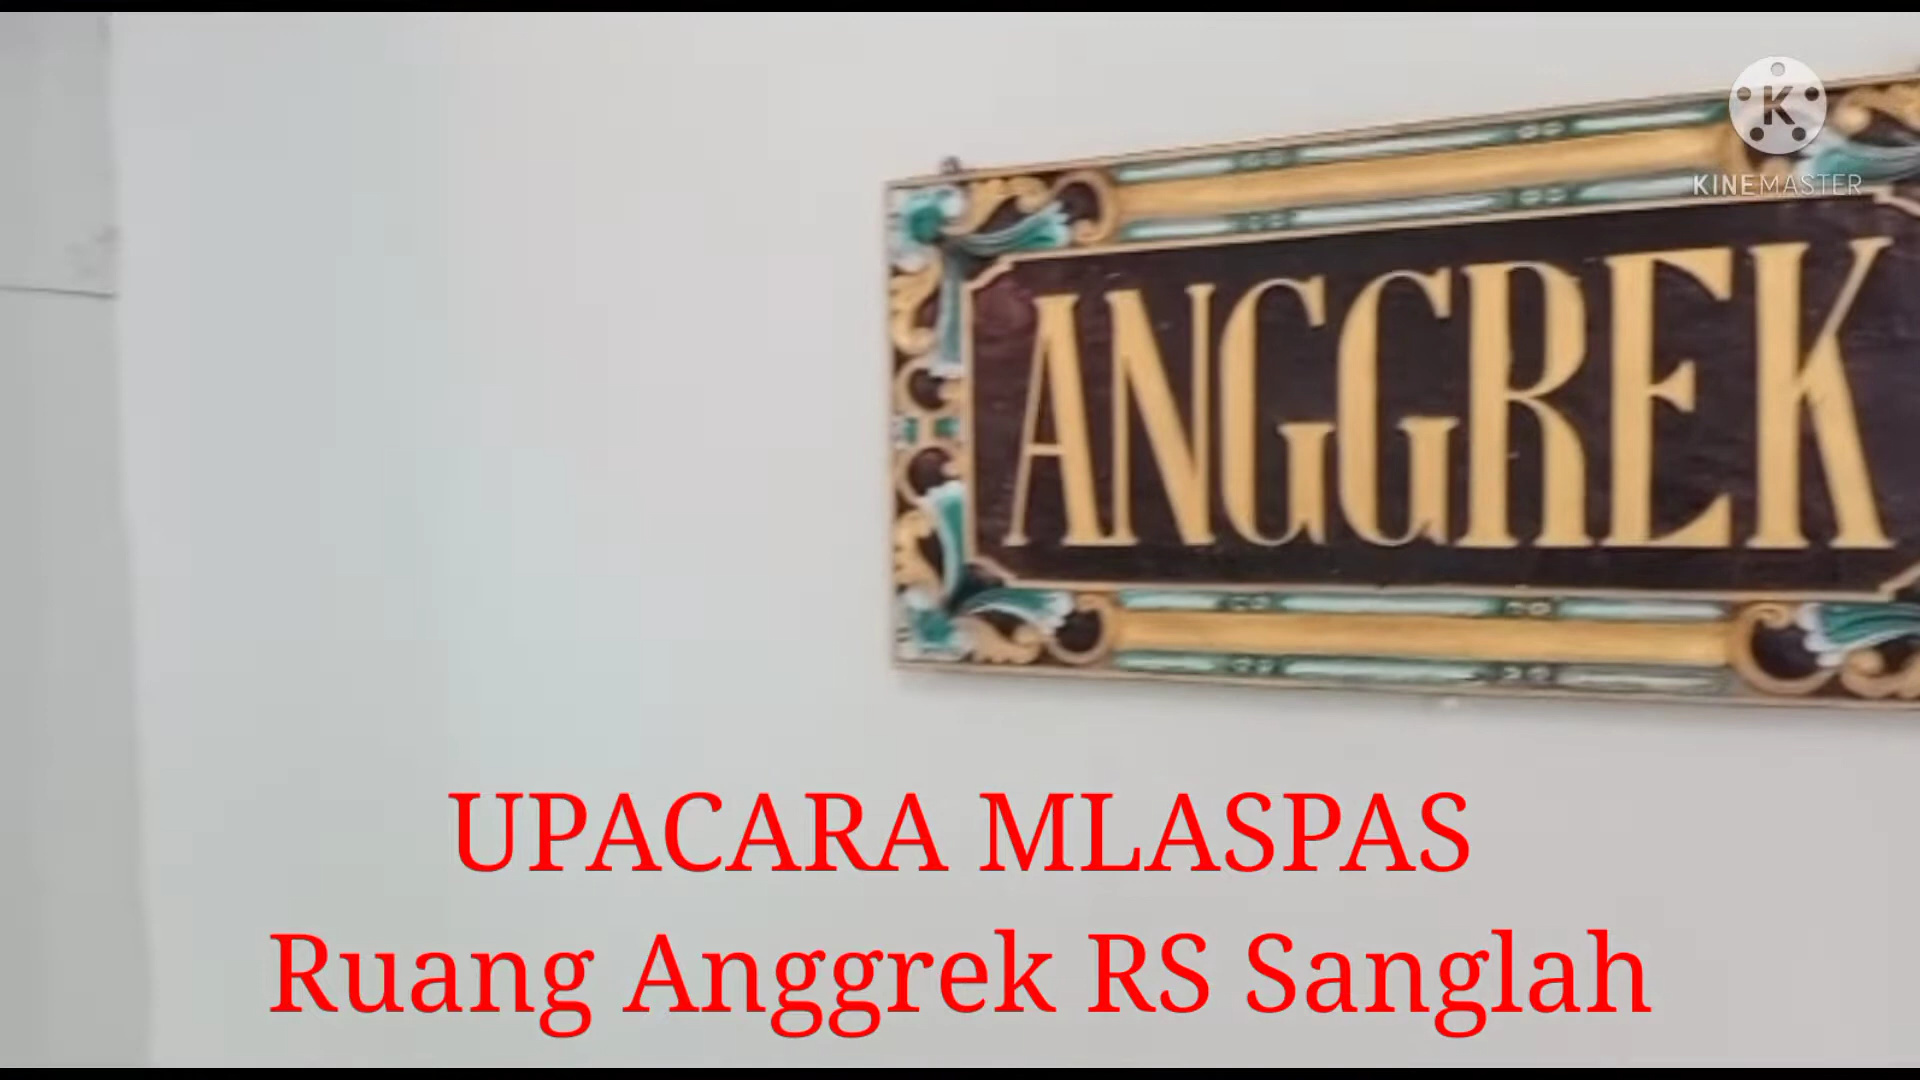 K
KINEMASTER
ANGGREK
UPACARA MLASPAS
Ruang Anggrek RS Sanglah